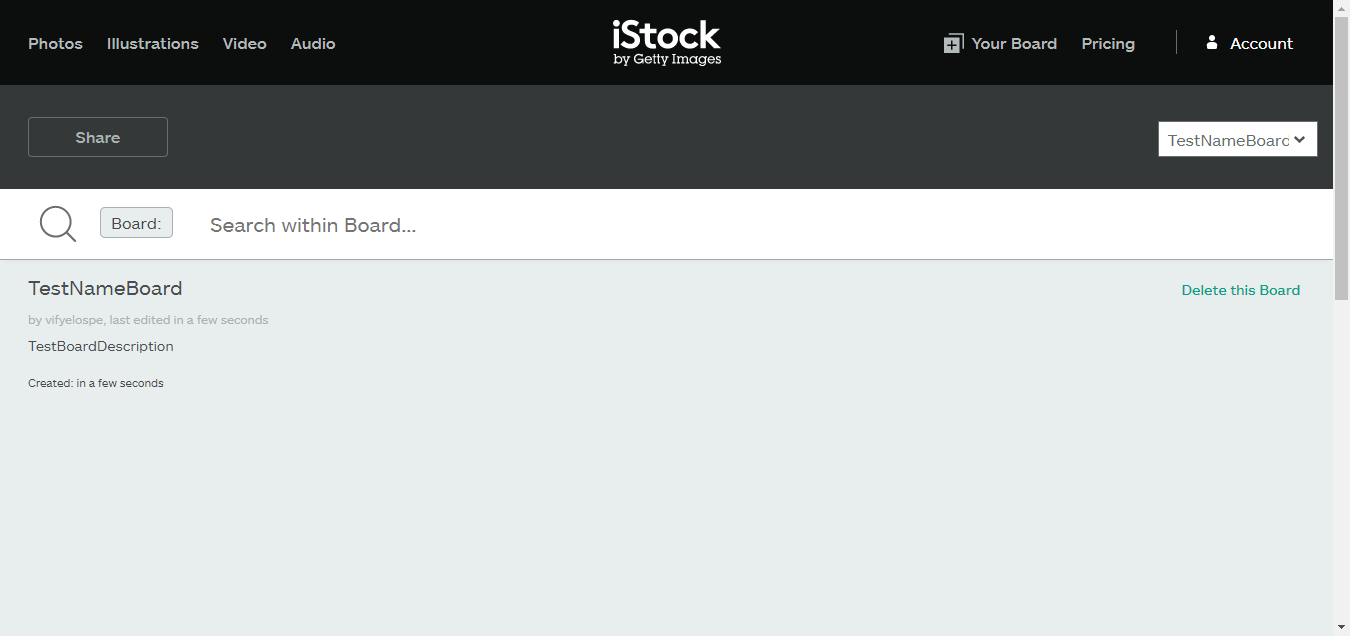 Photos Illustrations Video Audio
iStock
by Getty Images
Your Board Pricing Account
Share
TestNameBoard
Board: Search within Board...
TestNameBoard
Delete this Board
by vifyelospe, last edited in a few seconds
TestBoardDescription
Created: in a few seconds